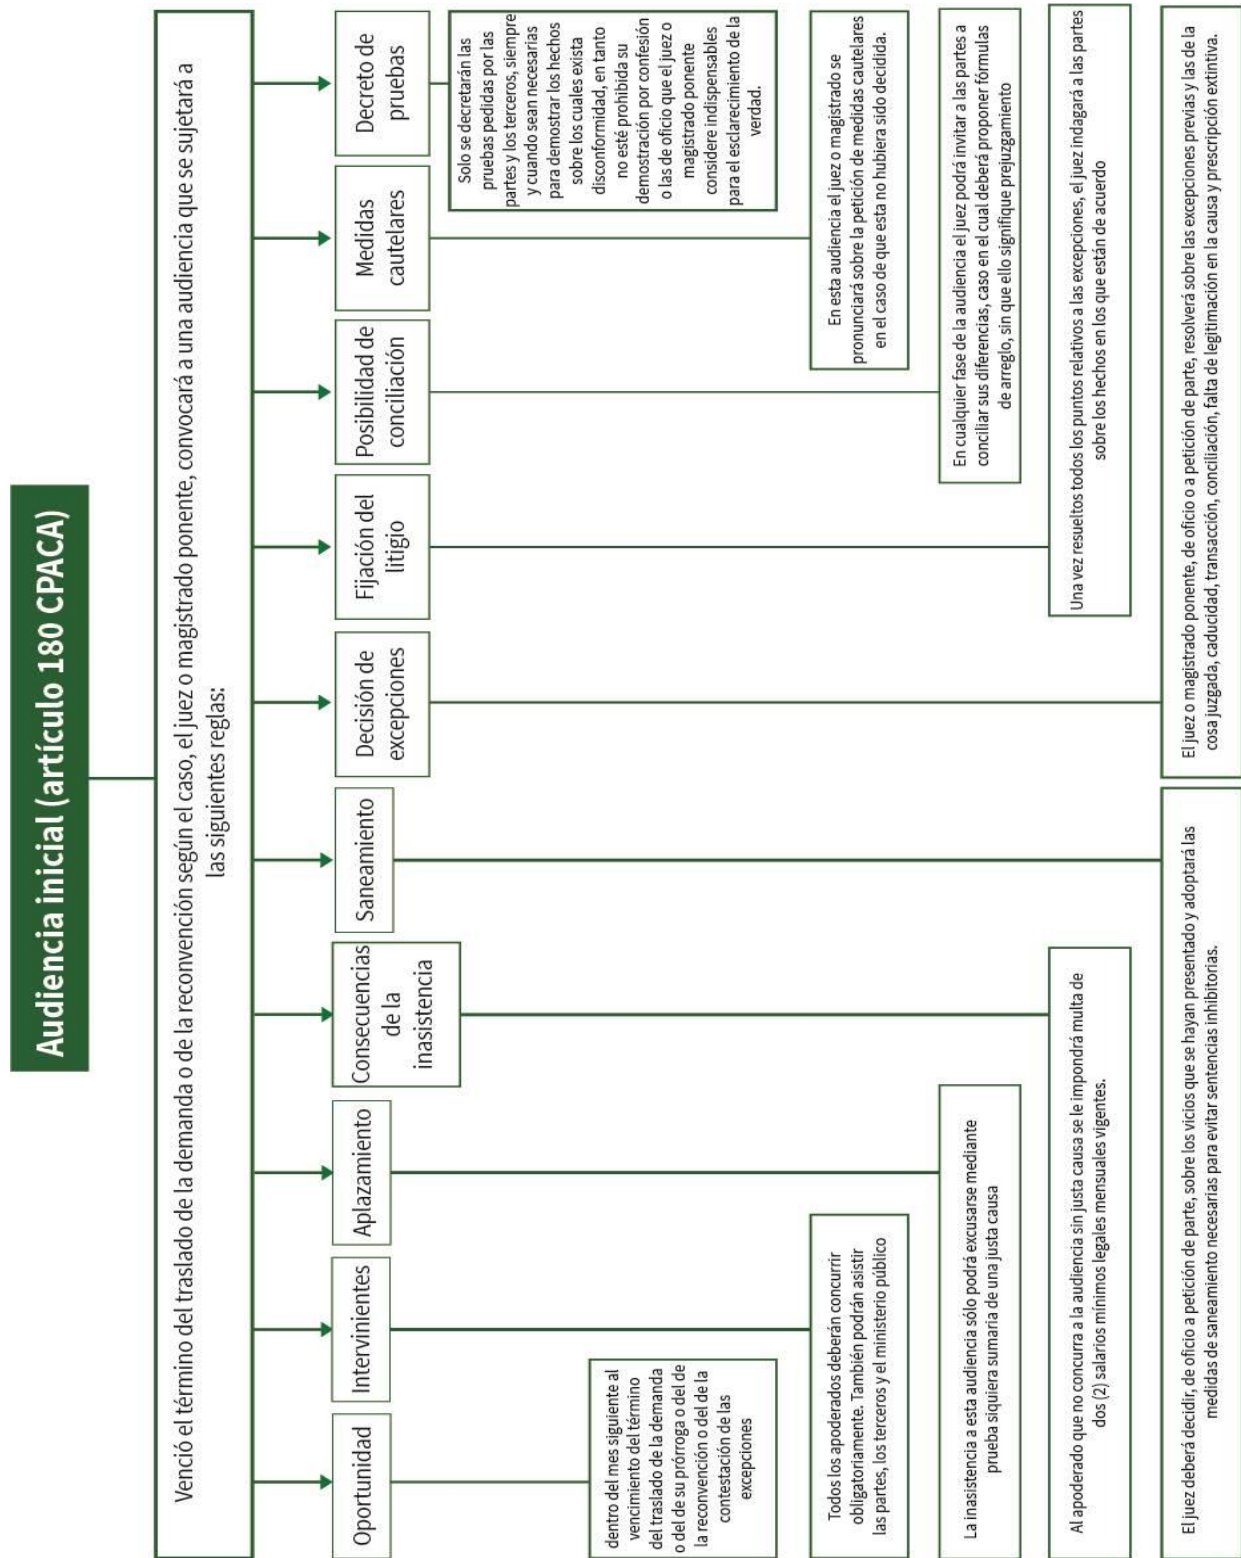 Audiencia inicial (artículo 180 CPACA)
Venció el término del traslado de la demanda o de la reconvención según el caso, el juez o magistrado ponente, convocará a una audiencia que se sujetará a
las siguientes reglas:
Oportunidad
Intervinientes
Aplazamiento
Consecuencias
de la
inasistencia
Saneamiento
Decisión de
excepciones
Fijación del
litigio
Posibilidad de
conciliación
Medidas
cautelares
Decreto de
pruebas
dentro del mes siguiente al
vencimiento del término
del traslado de la demanda
o del de su prórroga o del de
la reconvención o del de la
contestación de las
excepciones
Todos los apoderados deberán concurrir
obligatoriamente. También podrán asistir
las partes, los terceros y el ministerio público
La inasistencia a esta audiencia sólo podrá excusarse mediante
prueba siquiera sumaria de una justa causa
Al apoderado que no concurra a la audiencia sin justa causa se le impondrá multa de
dos (2) salarios mínimos legales mensuales vigentes.
El juez deberá decidir, de oficio a petición de parte, sobre los vicios que se hayan presentado y adoptará las
medidas de saneamiento necesarias para evitar sentencias inhibitorias.
El juez o magistrado ponente, de oficio o a petición de parte, resolverá sobre las excepciones previas y las de la
cosa juzgada, caducidad, transacción, conciliación, falta de legitimación en la causa y prescripción extintiva.
Una vez resueltos todos los puntos relativos a las excepciones, el juez indagará a las partes
sobre los hechos en los que están de acuerdo
En cualquier fase de la audiencia el juez podrá invitar a las partes a
conciliar sus diferencias, caso en el cual deberá proponer fórmulas
de arreglo, sin que ello signifique prejuzgamiento
En esta audiencia el juez o magistrado se
pronunciará sobre la petición de medidas cautelares
en el caso de que esta no hubiera sido decidida.
Solo se decretarán las
pruebas pedidas por las
partes y los terceros, siempre
y cuando sean necesarias
para demostrar los hechos
sobre los cuales exista
disconformidad, en tanto
no esté prohibida su
demostración por confesión
o las de oficio que el juez o
magistrado ponente
considere indispensables
para el esclarecimiento de la
verdad.